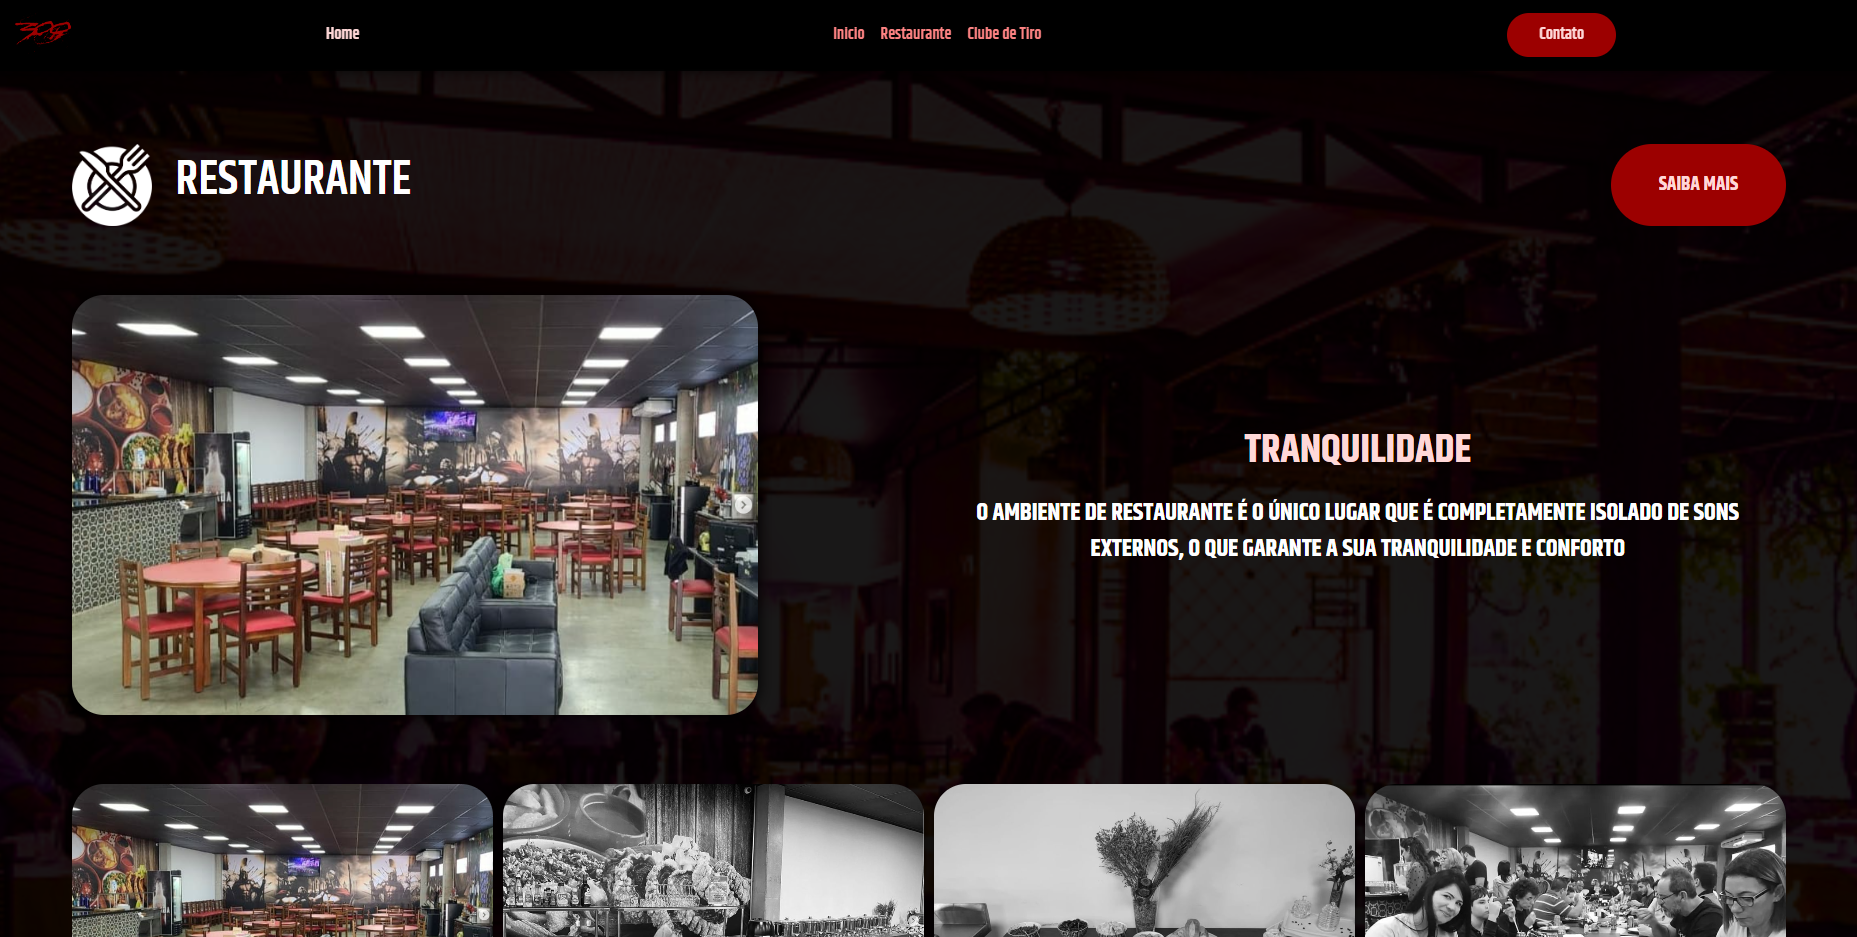 300
Home
Inicio
Restaurante
Clube de Tiro
Contato
RESTAURANTE
SAIBA MAIS
TRANQUILIDADE
O AMBIENTE DE RESTAURANTE É O ÚNICO LUGAR QUE É COMPLETAMENTE ISOLADO DE SONS
EXTERNOS, O QUE GARANTE A SUA TRANQUILIDADE E CONFORTO